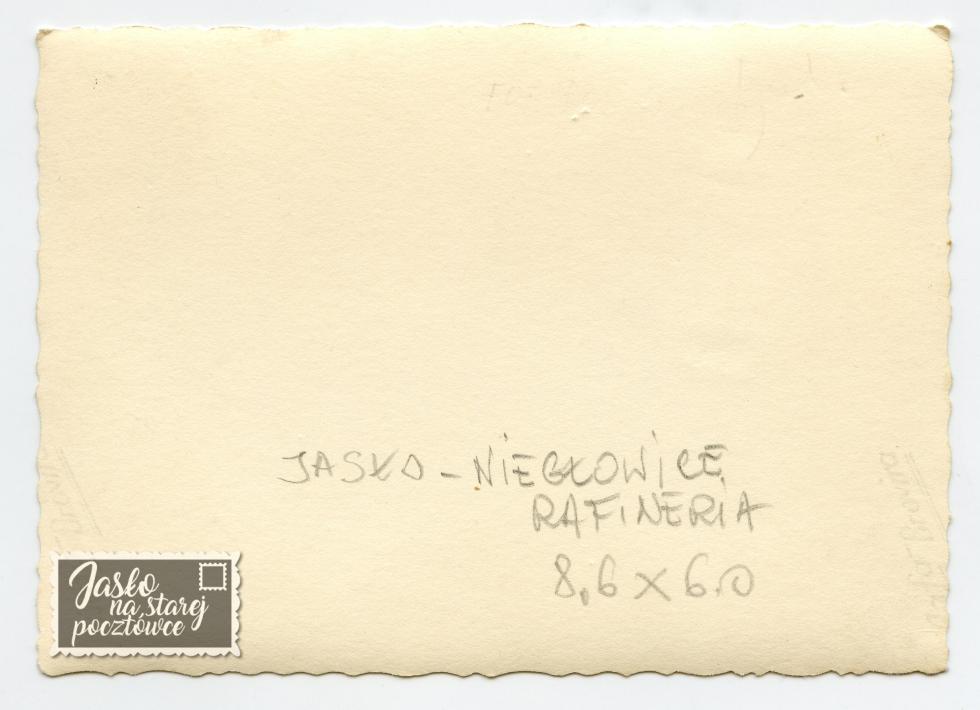 JASŁO - NIEGŁOWICE
RAFINERIA
8,6 x 6.0
Jasło
na starej
pocztówce